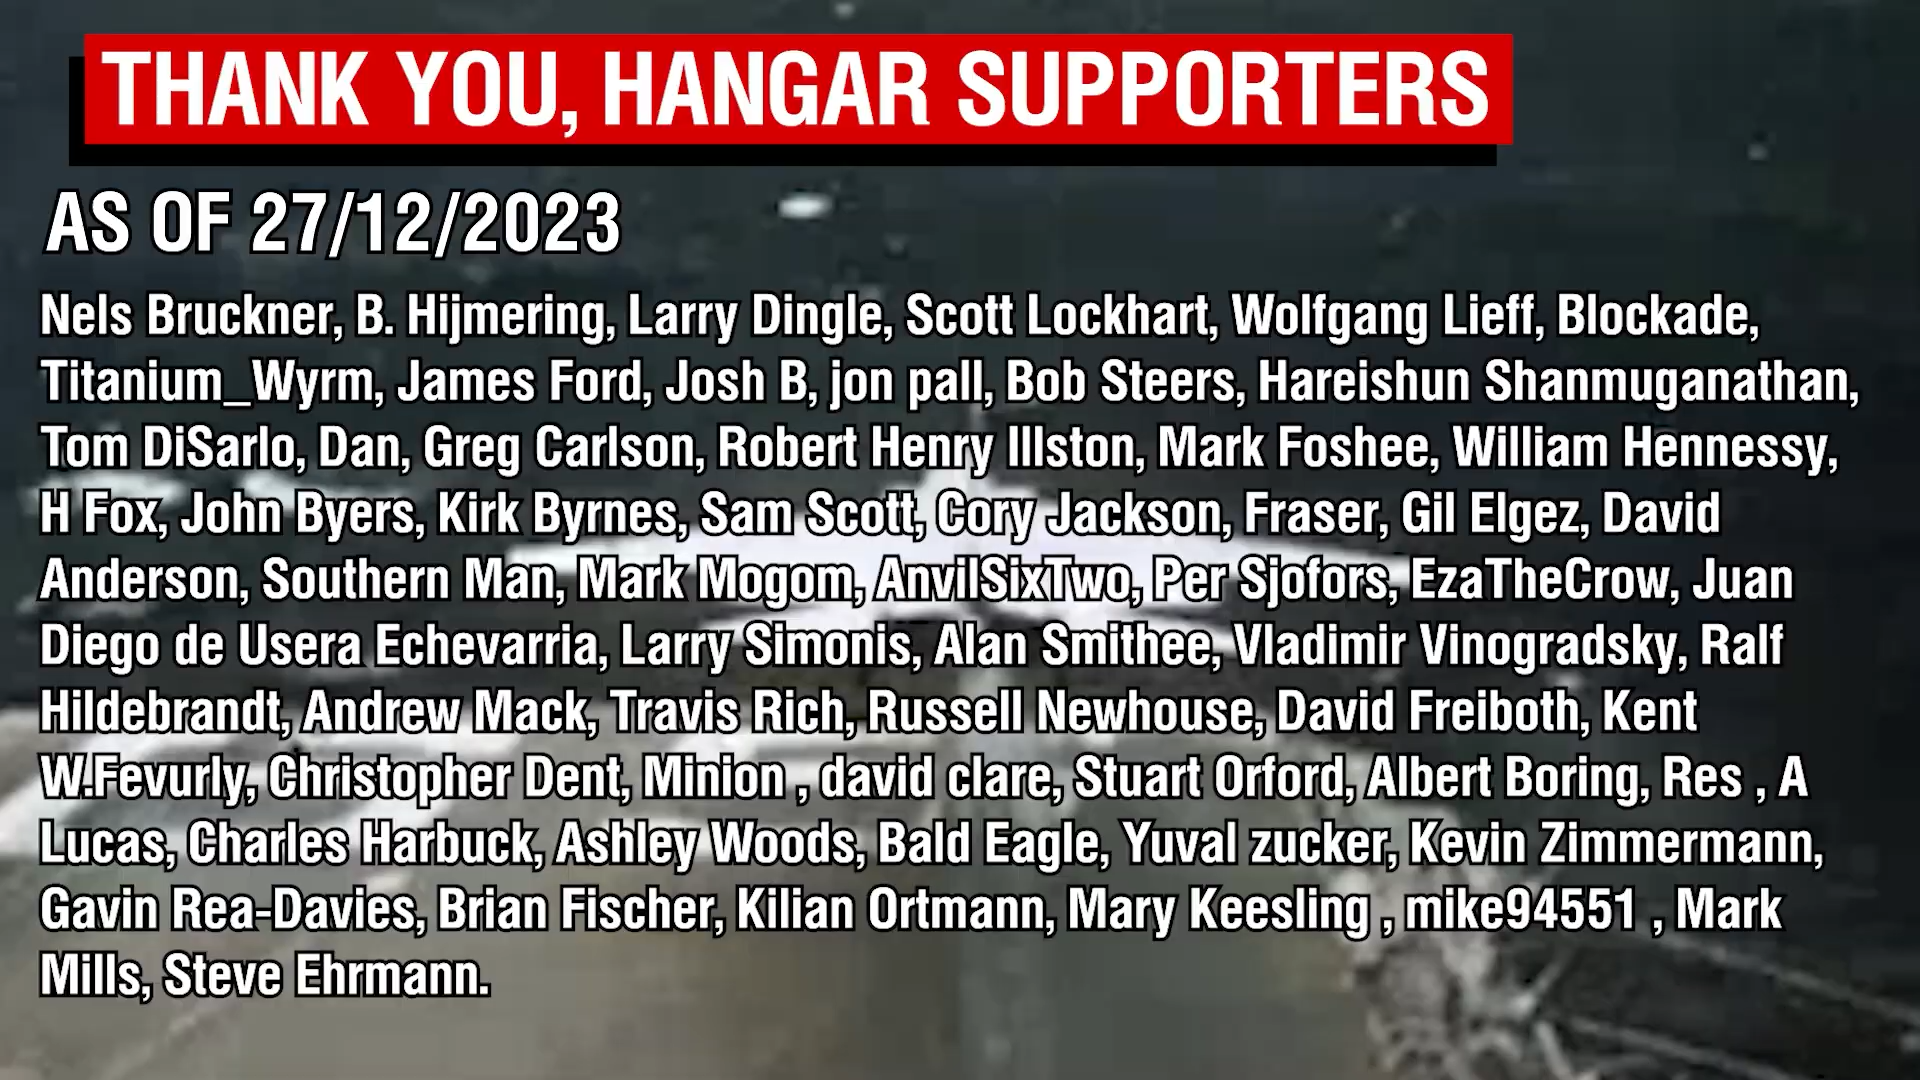 THANK YOU, HANGAR SUPPORTERS
AS OF 27/12/2023
Nels Bruckner, B. Hijmering, Larry Dingle, Scott Lockhart, Wolfgang Lieff, Blockade,
Titanium_Wyrm, James Ford, Josh B, jon pall, Bob Steers, Hareishun Shanmuganathan,
Tom DiSarlo, Dan, Greg Carlson, Robert Henry Illston, Mark Foshee, William Hennessy,
H Fox, John Byers, Kirk Byrnes, Sam Scott, Cory Jackson, Fraser, Gil Elgez, David
Anderson, Southern Man, Mark Mogom, AnvilSixTwo, Per Sjofors, EzaTheCrow, Juan
Diego de Usera Echevarria, Larry Simonis, Alan Smithee, Vladimir Vinogradsky, Ralf
Hildebrandt, Andrew Mack, Travis Rich, Russell Newhouse, David Freiboth, Kent
W.Fevurly, Christopher Dent, Minion , david clare, Stuart Orford, Albert Boring, Res , A
Lucas, Charles Harbuck, Ashley Woods, Bald Eagle, Yuval zucker, Kevin Zimmermann,
Gavin Rea-Davies, Brian Fischer, Kilian Ortmann, Mary Keesling , mike94551 , Mark
Mills, Steve Ehrmann.